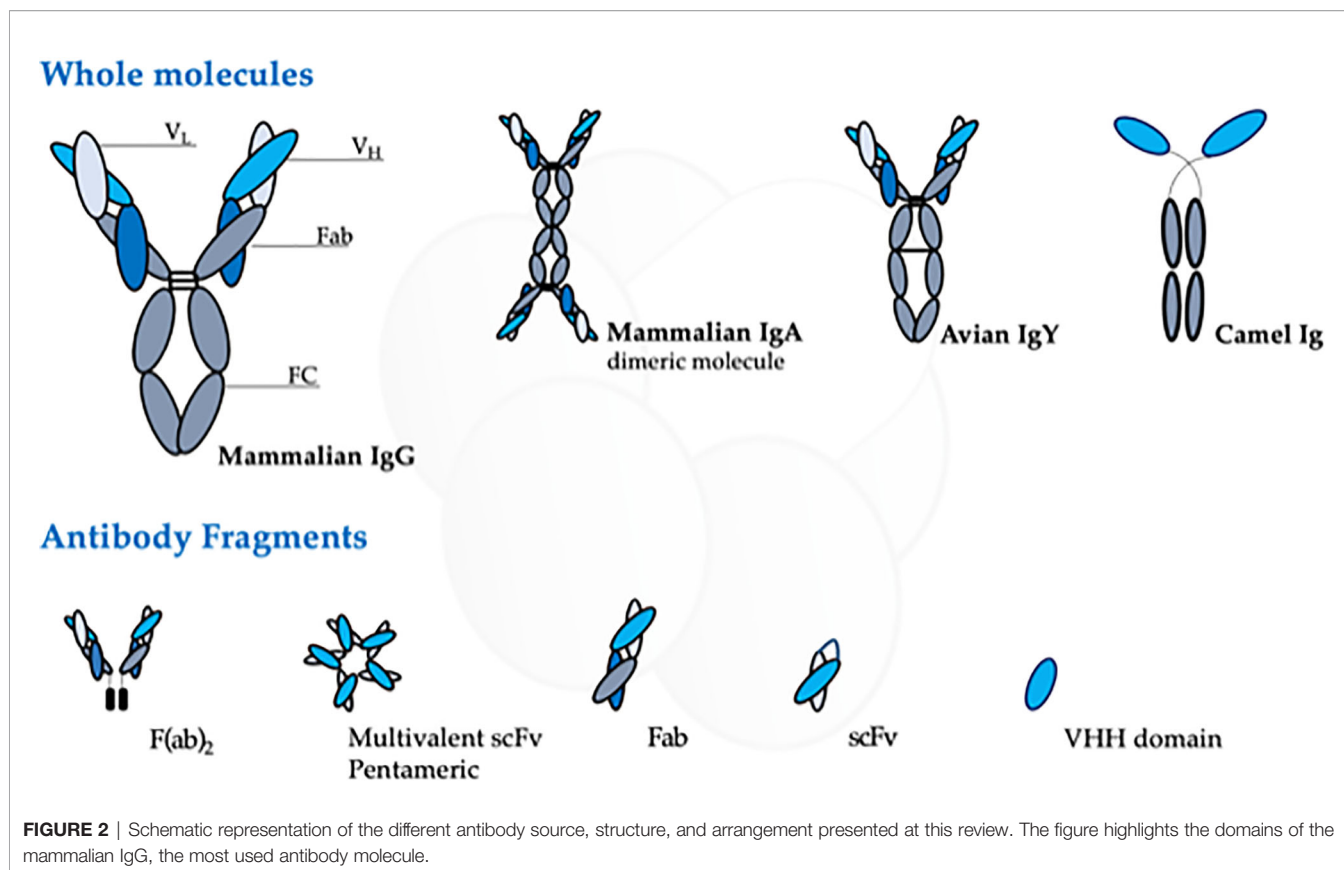 Whole molecules
VL
VH
Fab
FC
Mammalian IgG
Mammalian IgA
dimeric molecule
Avian IgY
Camel Ig
Antibody Fragments
F(ab)2
Multivalent scFv
Pentameric
Fab
scFv
VHH domain
FIGURE 2 | Schematic representation of the different antibody source, structure, and arrangement presented at this review. The figure highlights the domains of the
mammalian IgG, the most used antibody molecule.